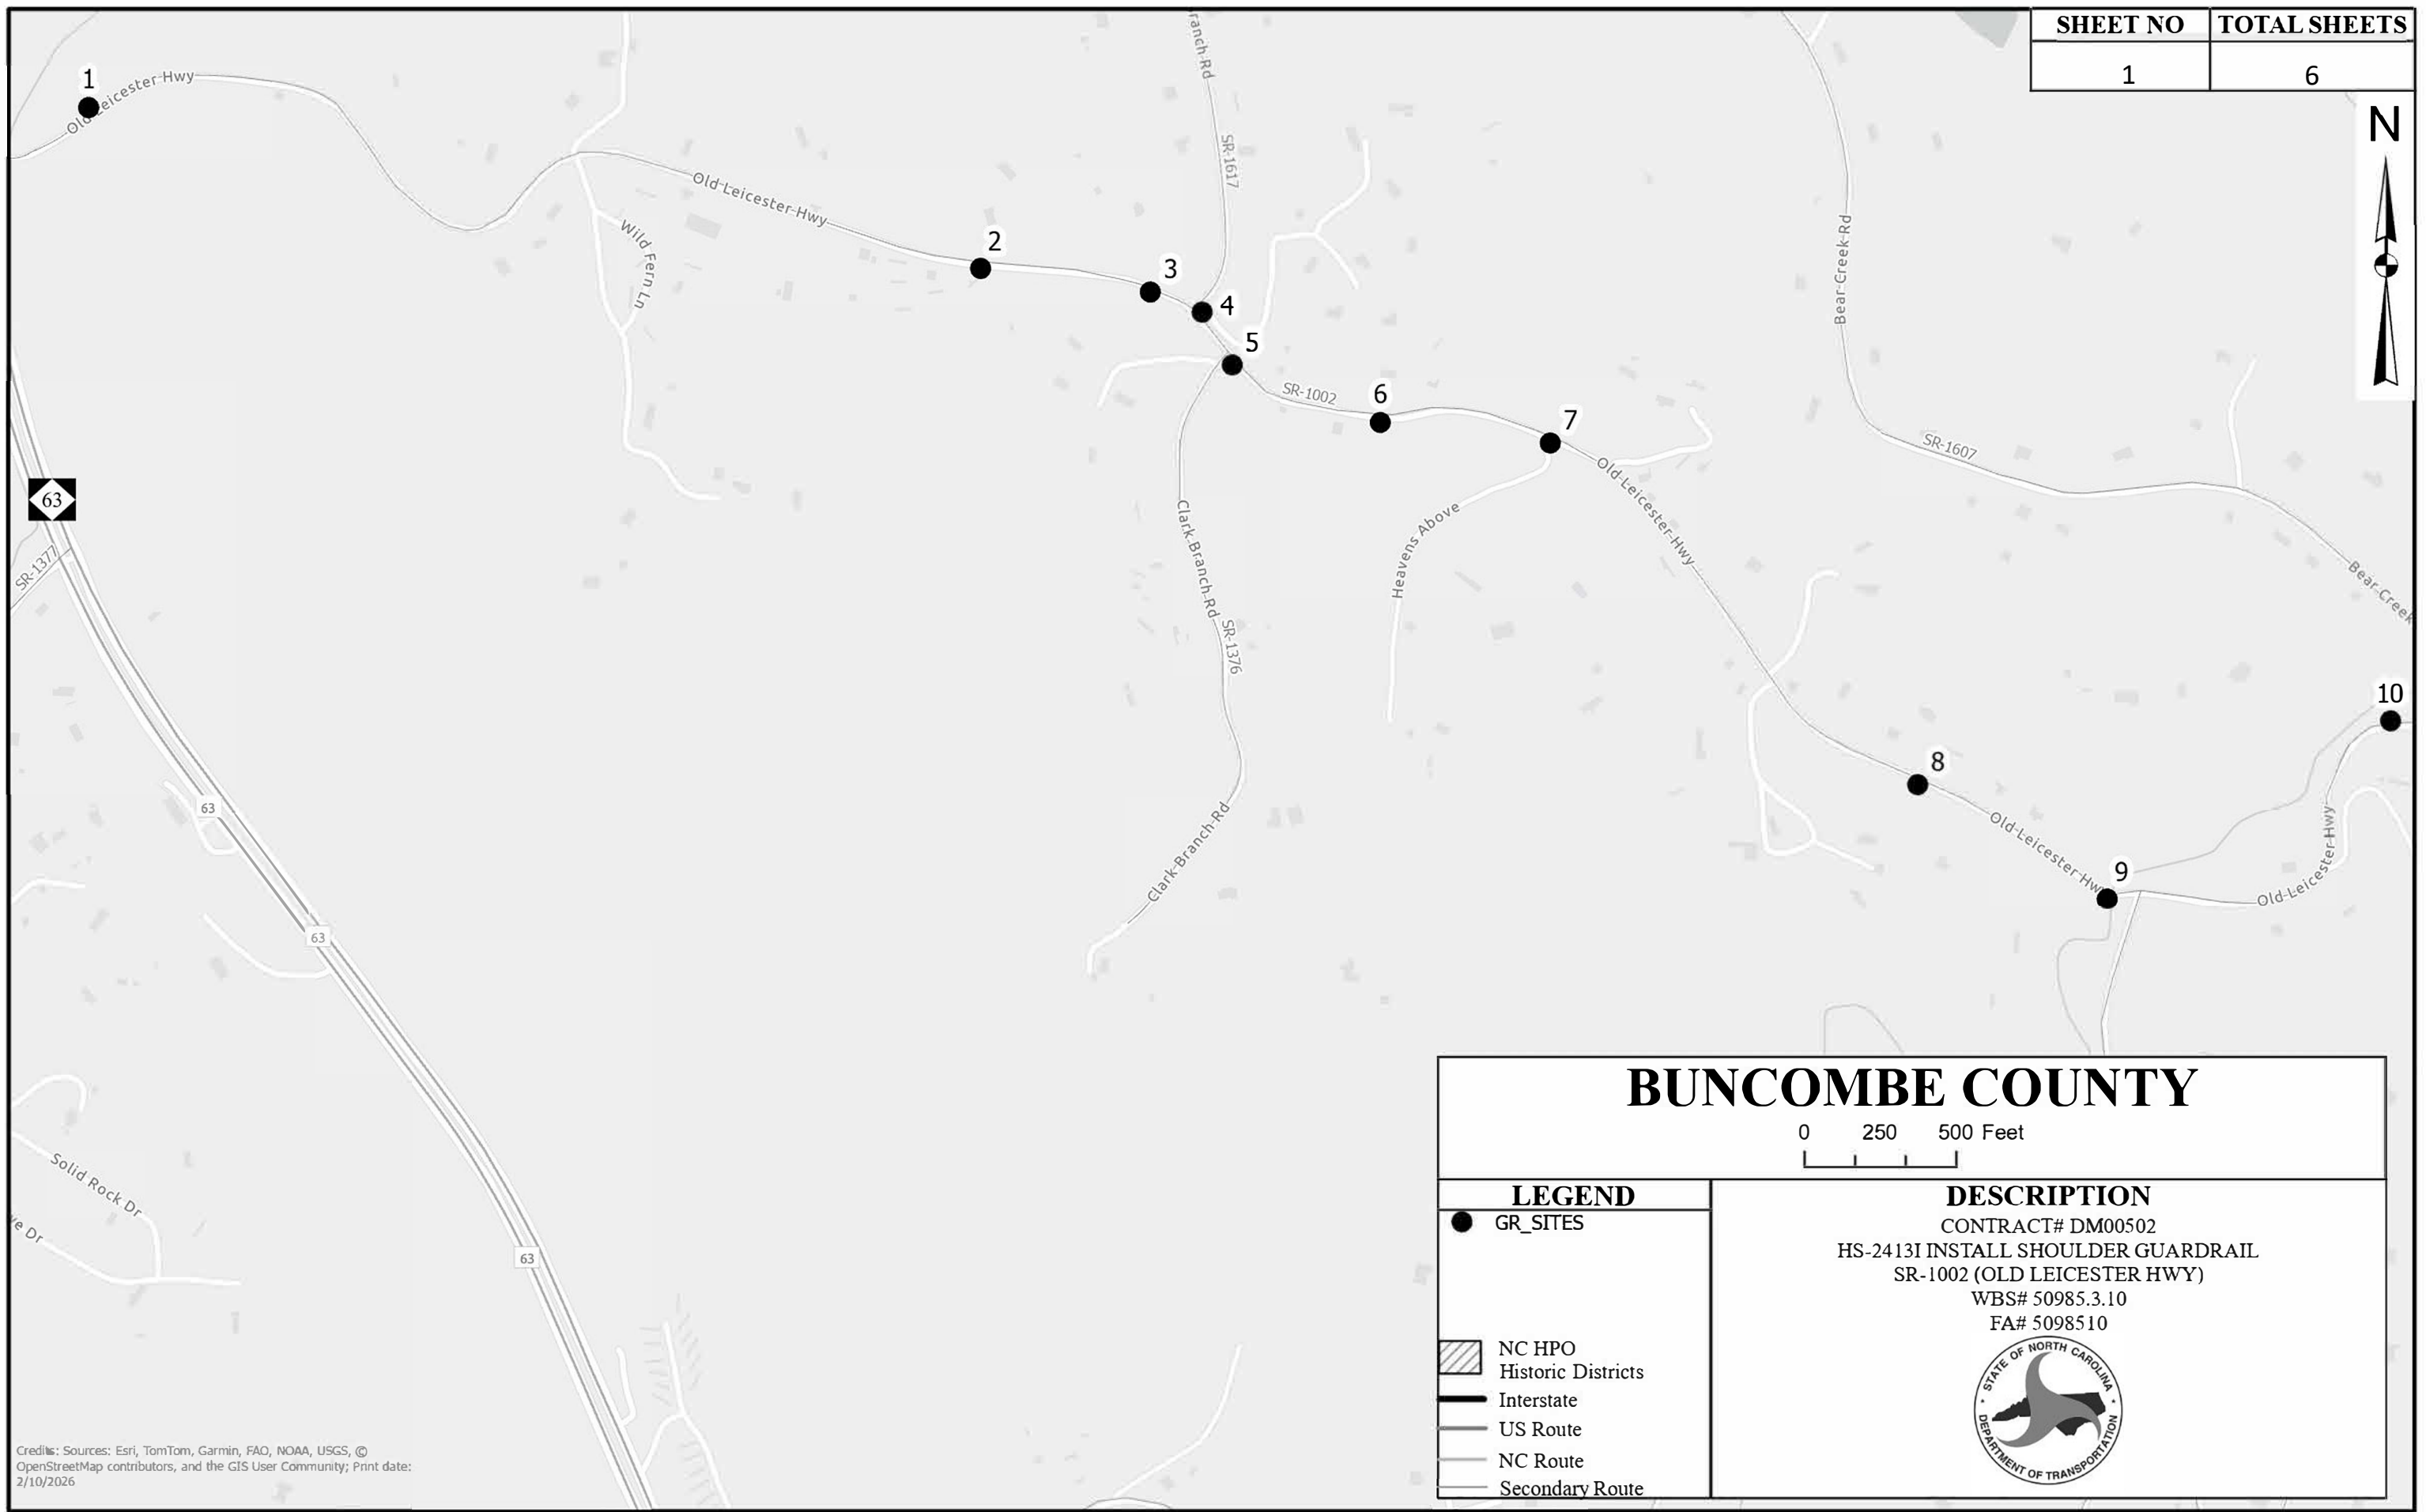 SHEET NO TOTAL SHEETS
1 6
N
1
Old Leicester Hwy
ranch Rd
SR-1617
Old Leicester Hwy
Wild Fern Ln
2
3
4
5
SR-1002
6
7
Bear Creek Rd
SR-1607
Bear Creek
63
SR-1377
Clark Branch Rd
SR-1376
Heavens Above
Old Leicester Hwy
Clark Branch Rd
8
Old Leicester Hwy
9
10
Old Leicester Hwy
63
63
63
Solid Rock Dr
ve Dr
BUNCOMBE COUNTY
0 250 500 Feet
LEGEND
GR_SITES
NC HPO
Historic Districts
Interstate
US Route
NC Route
Secondary Route
DESCRIPTION
CONTRACT# DM00502
HS-2413I INSTALL SHOULDER GUARDRAIL
SR-1002 (OLD LEICESTER HWY)
WBS# 50985.3.10
FA# 5098510
STATE OF NORTH CAROLINA
DEPARTMENT OF TRANSPORTATION
Credits: Sources: Esri, TomTom, Garmin, FAO, NOAA, USGS, ©
OpenStreetMap contributors, and the GIS User Community; Print date:
2/10/2026